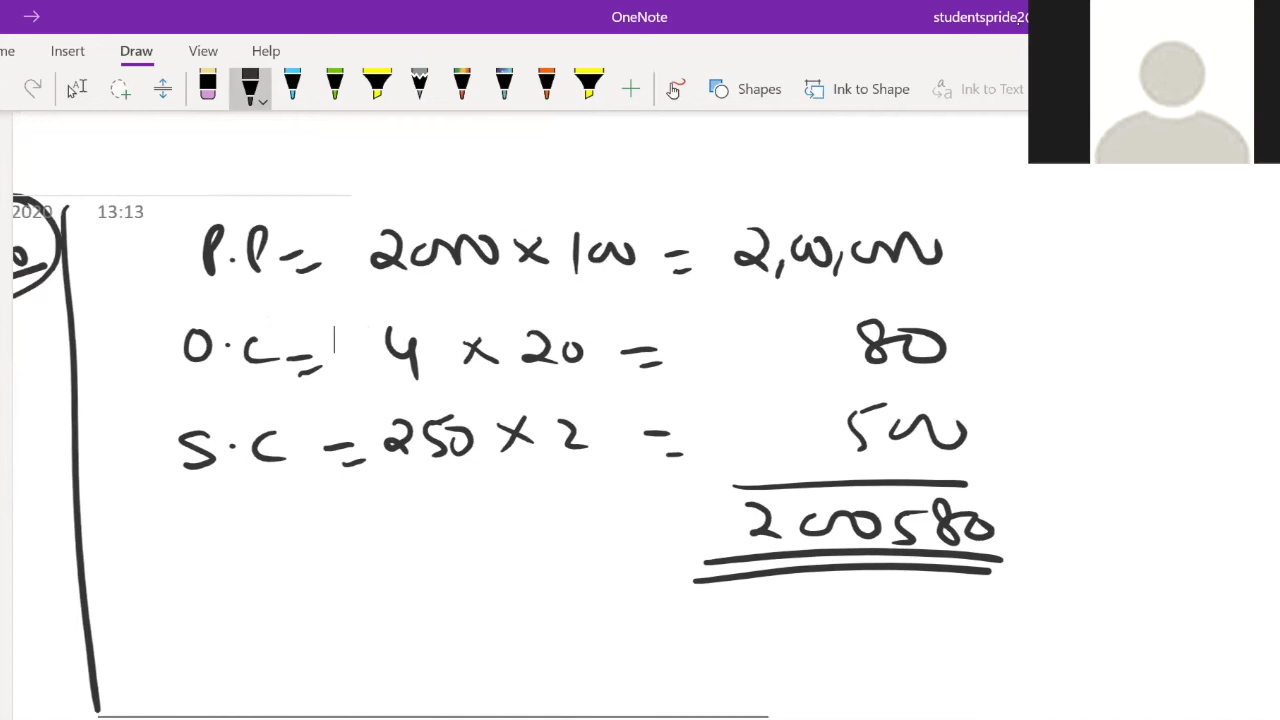 OneNote
studentspride2
Insert Draw View Help
Shapes Ink to Shape Ink to Text
2020 13:13
P.P = 2000 × 100 = 2,00,000
O.C = 4 × 20 = 80
S.C = 250 × 2 = 500
200580